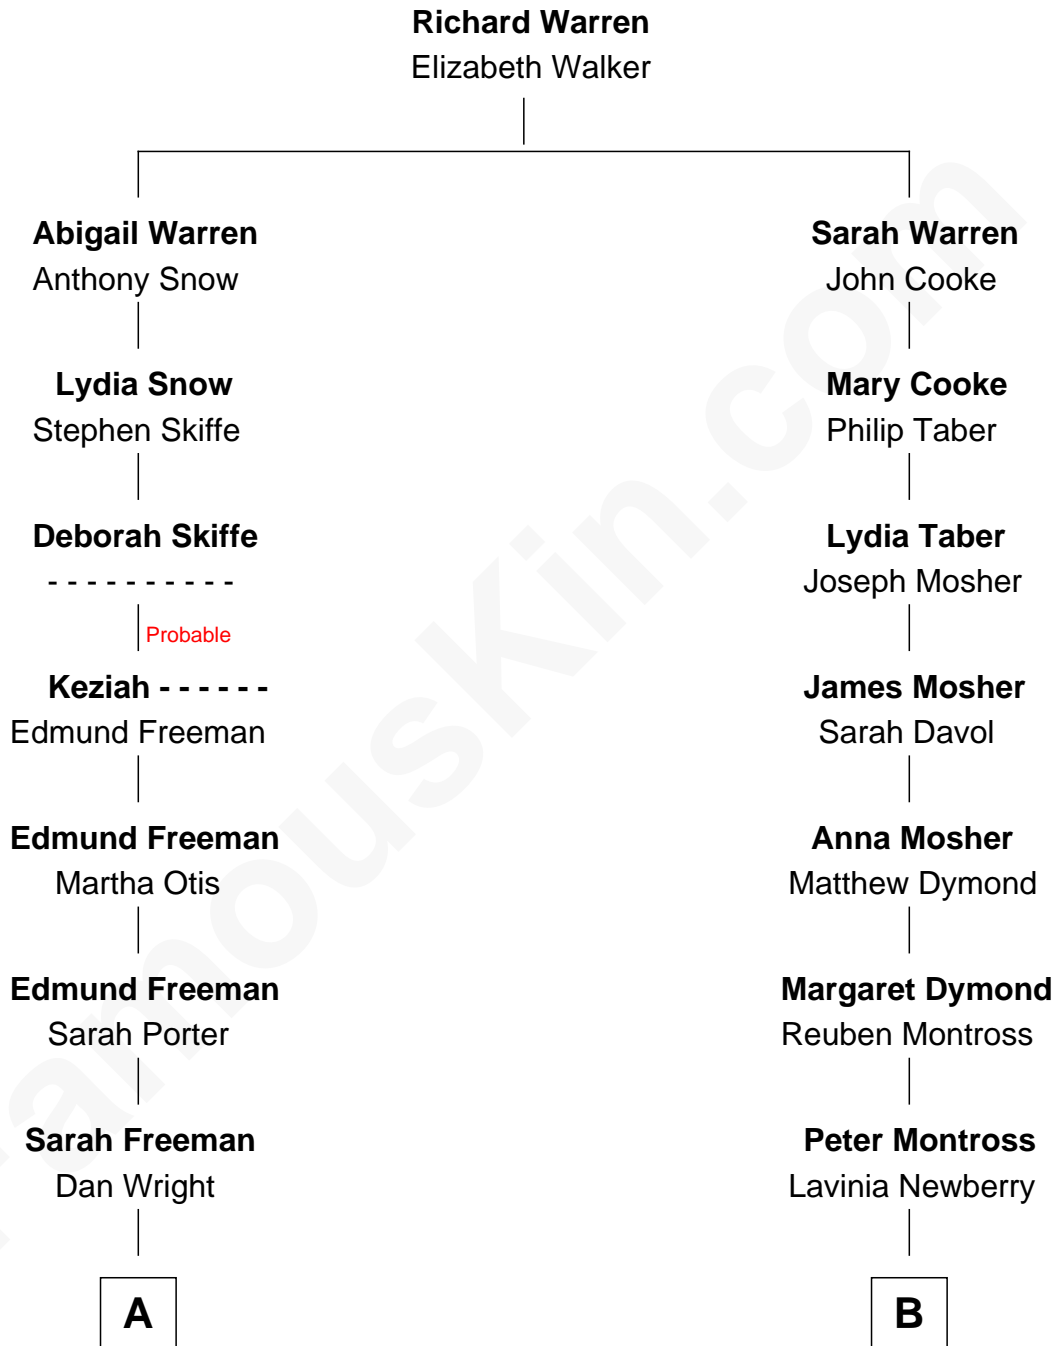 Richard Warren
Elizabeth Walker
Abigail Warren
Anthony Snow
Sarah Warren
John Cooke
Lydia Snow
Stephen Skiffe
Mary Cooke
Philip Taber
Deborah Skiffe
- - - - - - - - - -
Lydia Taber
Joseph Mosher
Probable
Keziah - - - - - -
Edmund Freeman
James Mosher
Sarah Davol
Edmund Freeman
Martha Otis
Anna Mosher
Matthew Dymond
Edmund Freeman
Sarah Porter
Margaret Dymond
Reuben Montross
Sarah Freeman
Dan Wright
Peter Montross
Lavinia Newberry
A
B
FamousKin.com